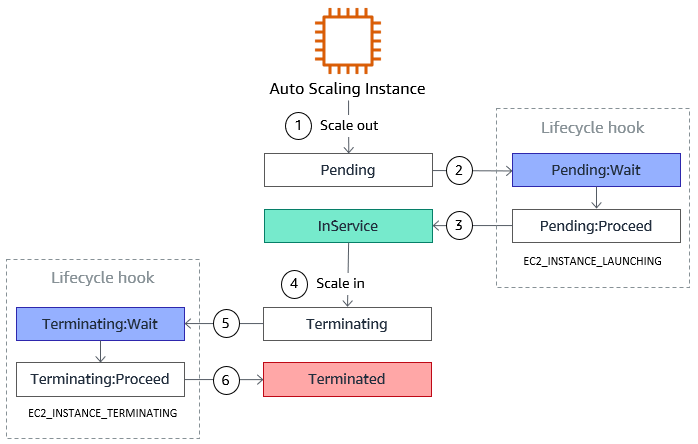 Auto Scaling Instance
1 Scale out
Lifecycle hook
Pending
2
Pending:Wait
InService
3
Pending:Proceed
EC2_INSTANCE_LAUNCHING
4 Scale in
Lifecycle hook
Terminating:Wait
5
Terminating
Terminating:Proceed
6
Terminated
EC2_INSTANCE_TERMINATING